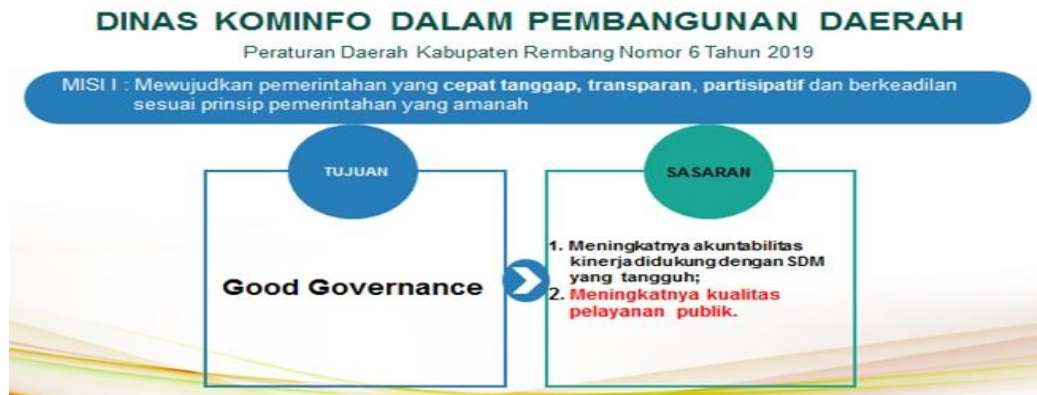 DINAS KOMINFO DALAM PEMBANGUNAN DAERAH
Peraturan Daerah Kabupaten Rembang Nomor 6 Tahun 2019
MISI I : Mewujudkan pemerintahan yang cepat tanggap, transparan, partisipatif dan berkeadilan
sesuai prinsip pemerintahan yang amanah
TUJUAN
Good Governance
SASARAN
1. Meningkatnya akuntabilitas
kinerja didukung dengan SDM
yang tangguh;
2. Meningkatnya kualitas
pelayanan publik.